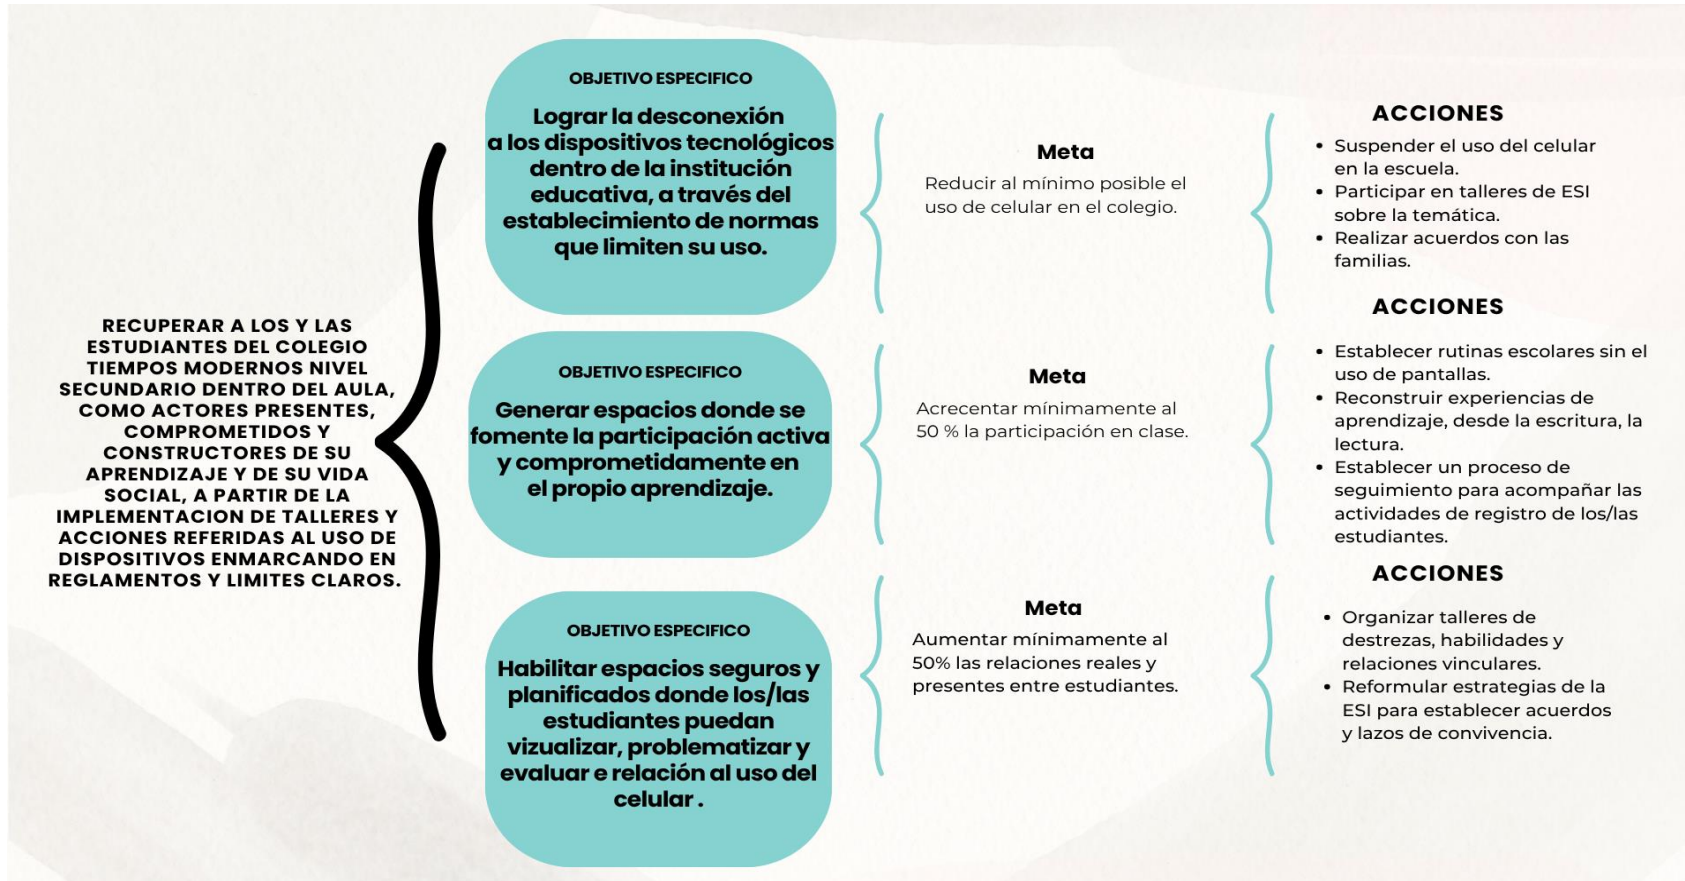 RECUPERAR A LOS Y LAS
ESTUDIANTES DEL COLEGIO
TIEMPOS MODERNOS NIVEL
SECUNDARIO DENTRO DEL AULA,
COMO ACTORES PRESENTES,
COMPROMETIDOS Y
CONSTRUCTORES DE SU
APRENDIZAJE Y DE SU VIDA
SOCIAL, A PARTIR DE LA
IMPLEMENTACION DE TALLERES Y
ACCIONES REFERIDAS AL USO DE
DISPOSITIVOS ENMARCANDO EN
REGLAMENTOS Y LIMITES CLAROS.
OBJETIVO ESPECIFICO
Lograr la desconexión
a los dispositivos tecnológicos
dentro de la institución
educativa, a través del
establecimiento de normas
que limiten su uso.
Meta
Reducir al mínimo posible el
uso de celular en el colegio.
ACCIONES
• Suspender el uso del celular
en la escuela.
• Participar en talleres de ESI
sobre la temática.
• Realizar acuerdos con las
familias.
OBJETIVO ESPECIFICO
Generar espacios donde se
fomente la participación activa
y comprometidamente en
el propio aprendizaje.
Meta
Acrecentar mínimamente al
50 % la participación en clase.
ACCIONES
• Establecer rutinas escolares sin el
uso de pantallas.
• Reconstruir experiencias de
aprendizaje, desde la escritura, la
lectura.
• Establecer un proceso de
seguimiento para acompañar las
actividades de registro de los/las
estudiantes.
OBJETIVO ESPECIFICO
Habilitar espacios seguros y
planificados donde los/las
estudiantes puedan
vizualizar, problematizar y
evaluar e relación al uso del
celular .
Meta
Aumentar mínimamente al
50% las relaciones reales y
presentes entre estudiantes.
ACCIONES
• Organizar talleres de
destrezas, habilidades y
relaciones vinculares.
• Reformular estrategias de la
ESI para establecer acuerdos
y lazos de convivencia.